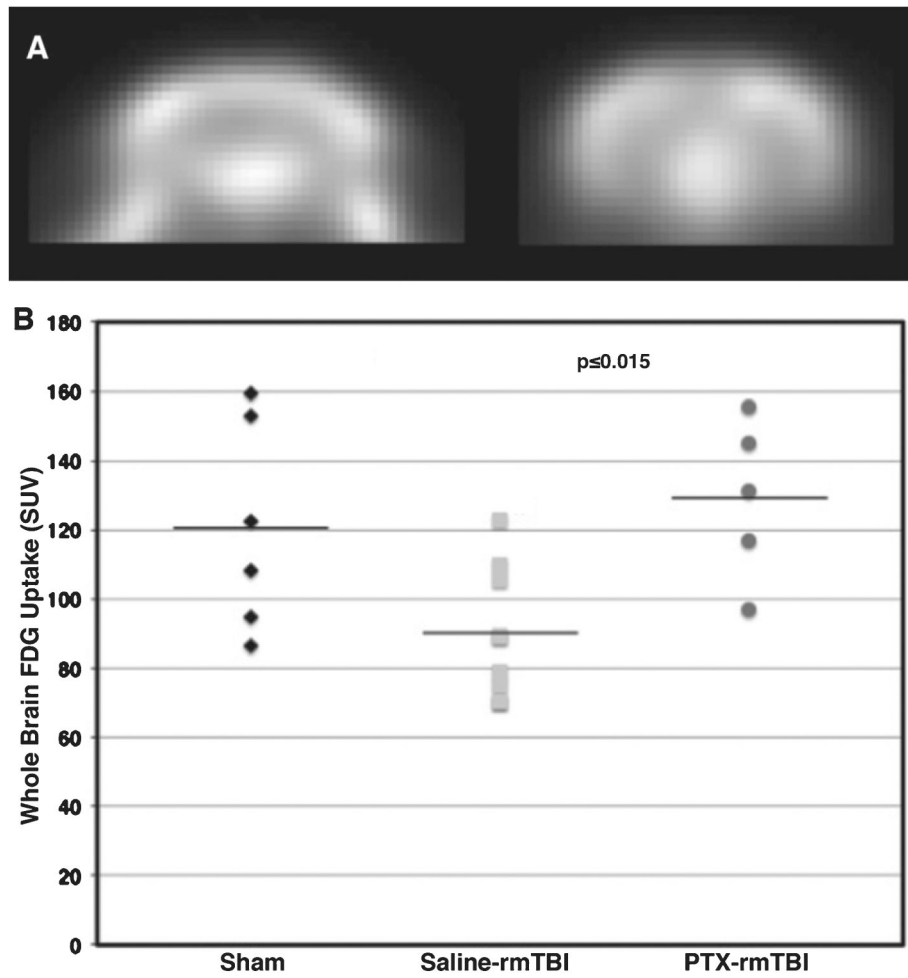 A
B
180
p≤0.015
160
140
120
100
80
60
40
20
0
Whole Brain FDG Uptake (SUV)
Sham Saline-rmTBI PTX-rmTBI